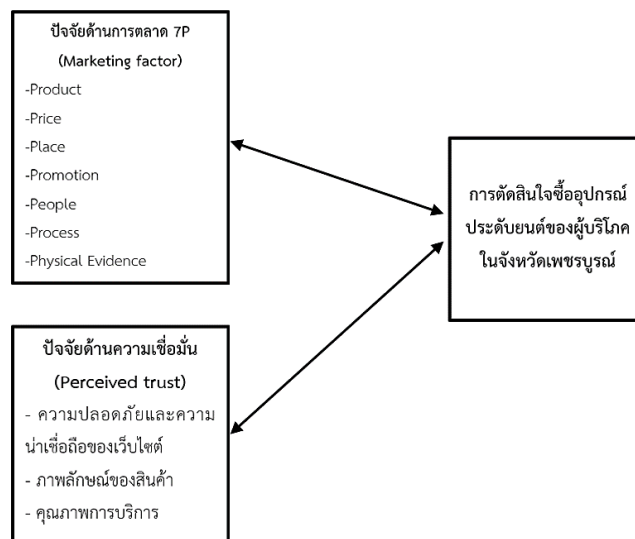 ปัจจัยด้านการตลาด 7P
(Marketing factor)
-Product
-Price
-Place
-Promotion
-People
-Process
-Physical Evidence
การตัดสินใจซื้ออุปกรณ์
ประดับยนต์ของผู้บริโภค
ในจังหวัดเพชรบูรณ์
ปัจจัยด้านความเชื่อมั่น
(Perceived trust)
- ความปลอดภัยและความ
น่าเชื่อถือของเว็บไซต์
- ภาพลักษณ์ของสินค้า
- คุณภาพการบริการ